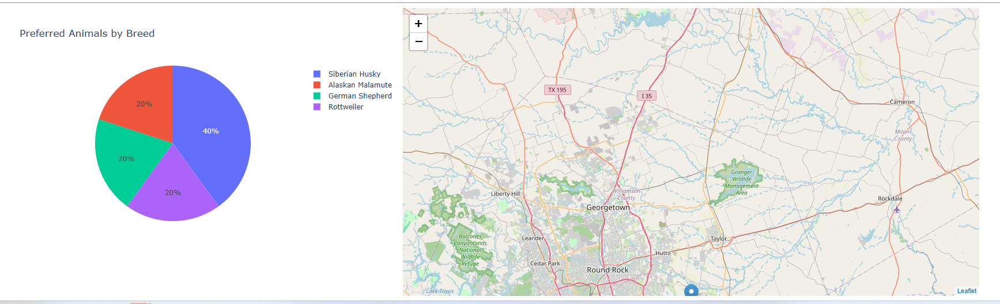 Preferred Animals by Breed
Siberian Husky
Alaskan Malamute
German Shepherd
Rottweiler
20%
40%
20%
20%
+
−
TX 195
I 35
Cameron
Milam
County
Granger
Wildlife
Management
Area
Williamson
County
Liberty Hill
Georgetown
Rockdale
Balcones
Canyonlands
National
Wildlife
Refuge
Leander
Taylor
Hutto
Cedar Park
Round Rock
Lake Travis
Leaflet